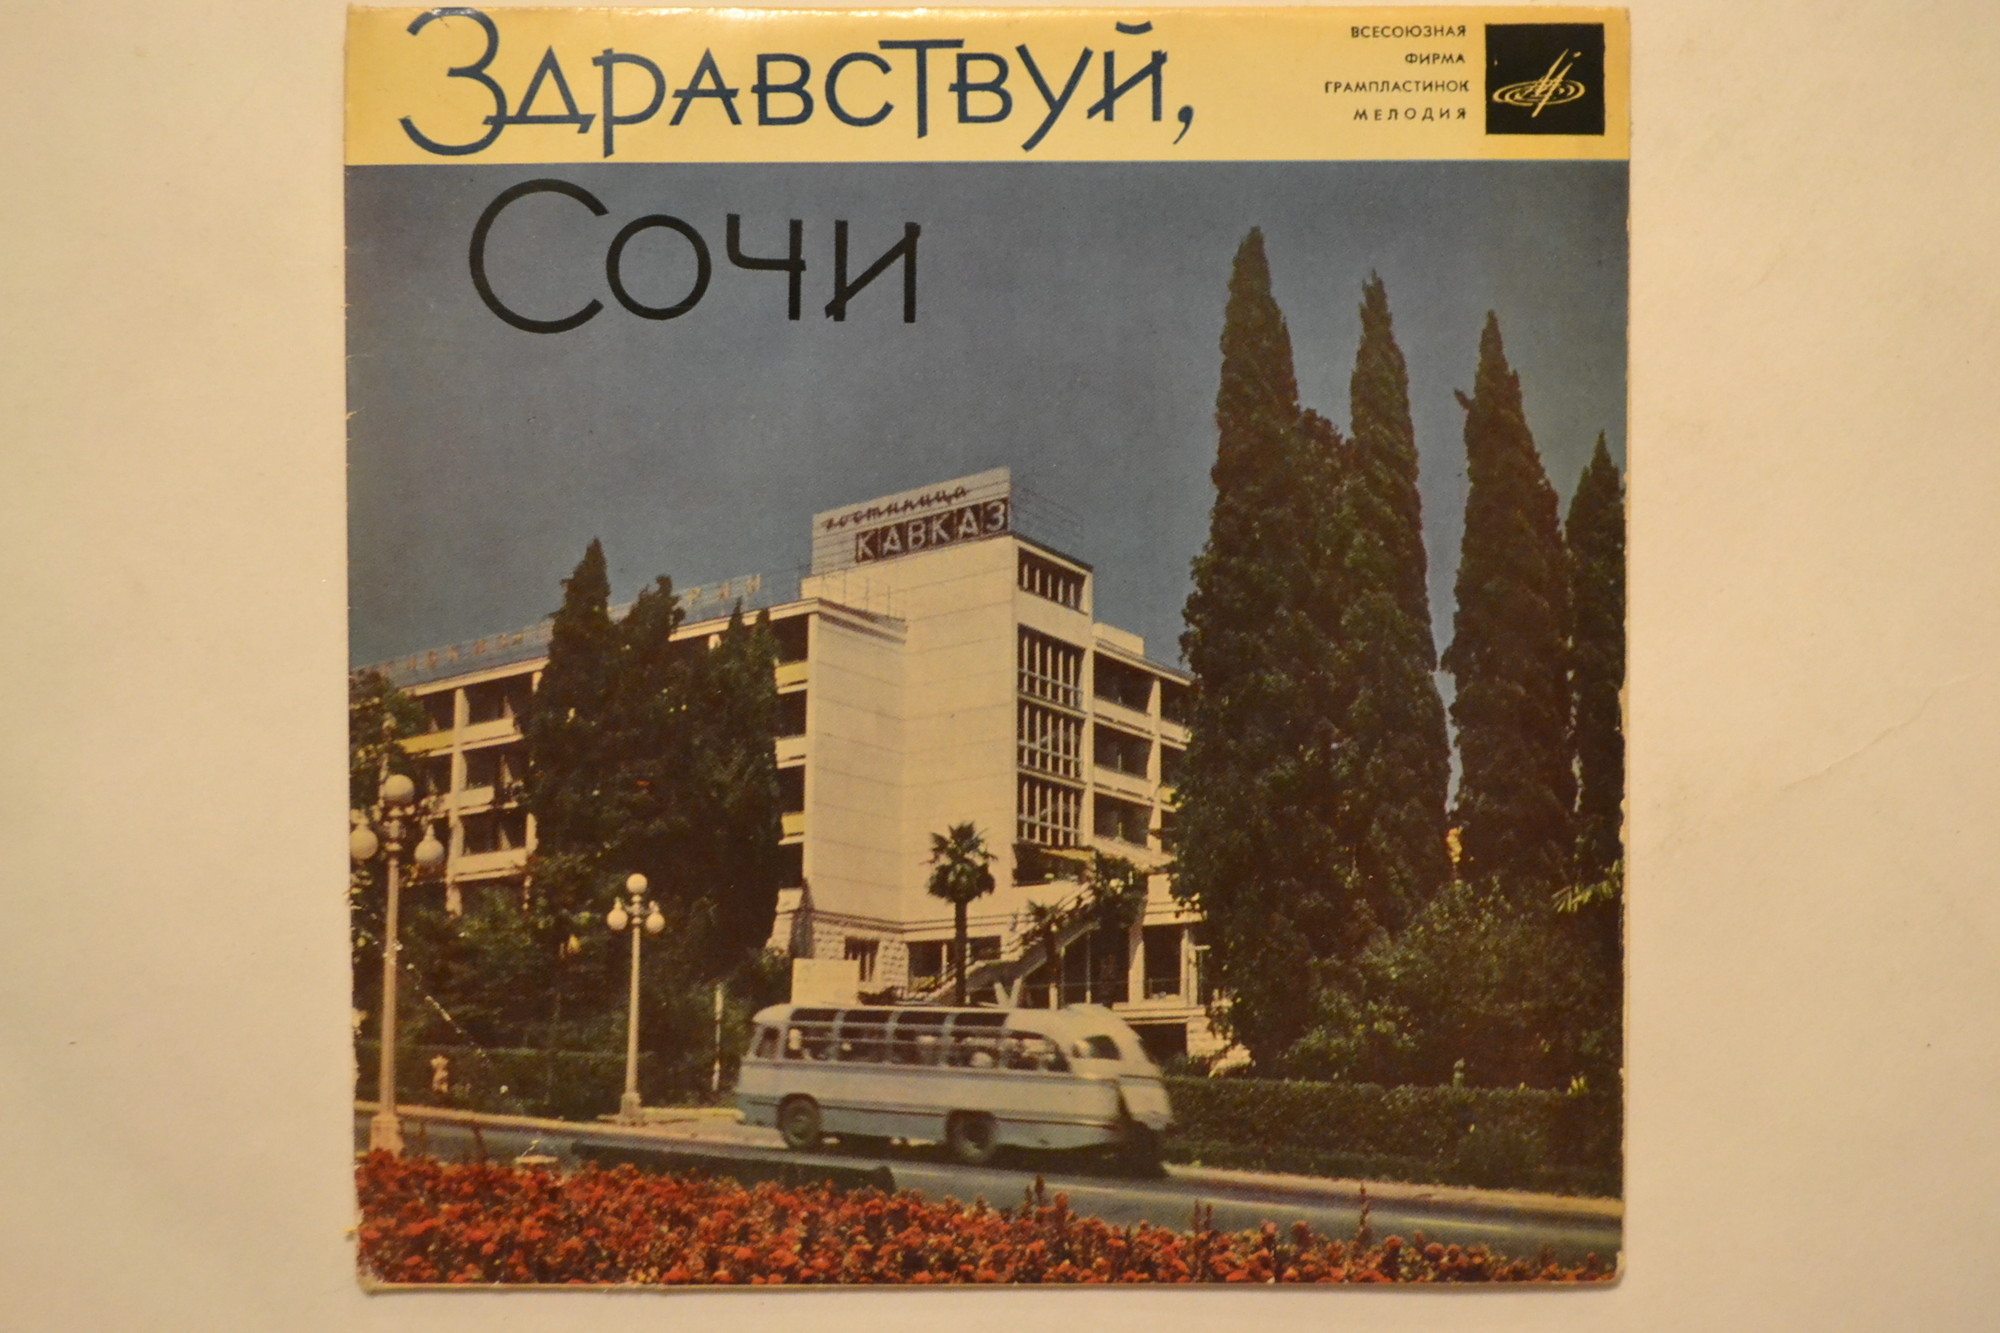 Здравствуй,
ВСЕСОЮЗНАЯ
ФИРМА
ГРАМПЛАСТИНОК
МЕЛОДИЯ
Сочи
гостиница
КАВКАЗ